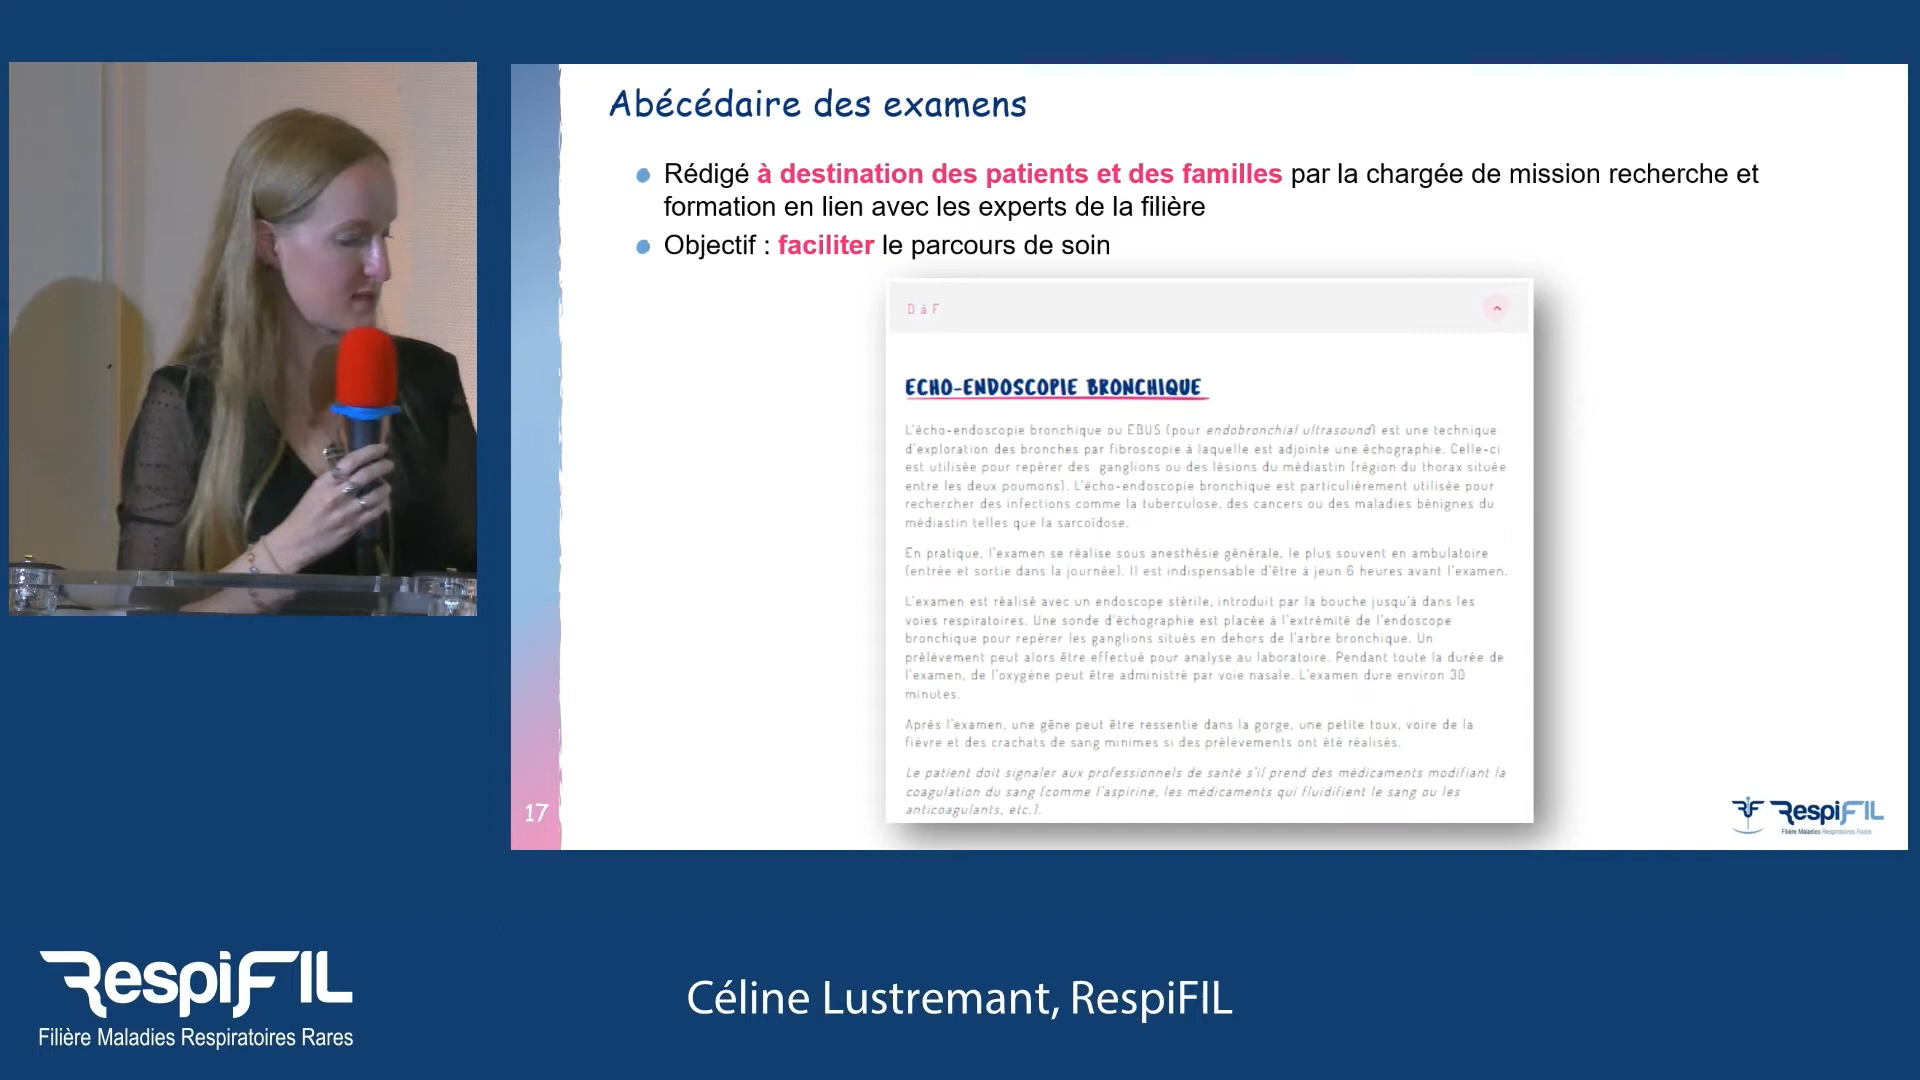 Abécédaire des examens
Rédigé à destination des patients et des familles par la chargée de mission recherche et
formation en lien avec les experts de la filière
Objectif : faciliter le parcours de soin
D à F
ECHO-ENDOSCOPIE BRONCHIQUE
L'écho-endoscopie bronchique ou EBUS (pour endobronchial ultrasound) est une technique
d'exploration des bronches par fibroscopie à laquelle est adjointe une échographie. Celle-ci
est utilisée pour repérer des ganglions ou des lésions du médiastin (région du thorax située
entre les deux poumons). L'écho-endoscopie bronchique est particulièrement utilisée pour
rechercher des infections comme la tuberculose, des cancers ou des maladies bénignes du
médiastin telles que la sarcoïdose.
En pratique, l'examen se réalise sous anesthésie générale, le plus souvent en ambulatoire
(entrée et sortie dans la journée). Il est indispensable d'être à jeun 6 heures avant l'examen.
L'examen est réalisé avec un endoscope stérile, introduit par la bouche jusqu'à dans les
voies respiratoires. Une sonde d'échographie est placée à l'extrémité de l'endoscope
bronchique pour repérer les ganglions situés en dehors de l'arbre bronchique. Un
prélèvement peut alors être effectué pour analyse au laboratoire. Pendant toute la durée de
l'examen, de l'oxygène peut être administré par voie nasale. L'examen dure environ 30
minutes.
Après l'examen, une gêne peut être ressentie dans la gorge, une petite toux, voire de la
fièvre et des crachats de sang minimes si des prélèvements ont été réalisés.
Le patient doit signaler aux professionnels de santé s'il prend des médicaments modifiant la
coagulation du sang (comme l'aspirine, les médicaments qui fluidifient le sang ou les
anticoagulants, etc.).
17
RespiFIL
Filière Maladies Respiratoires Rares
RespiFIL
Filière Maladies Respiratoires Rares
Céline Lustremant, RespiFIL